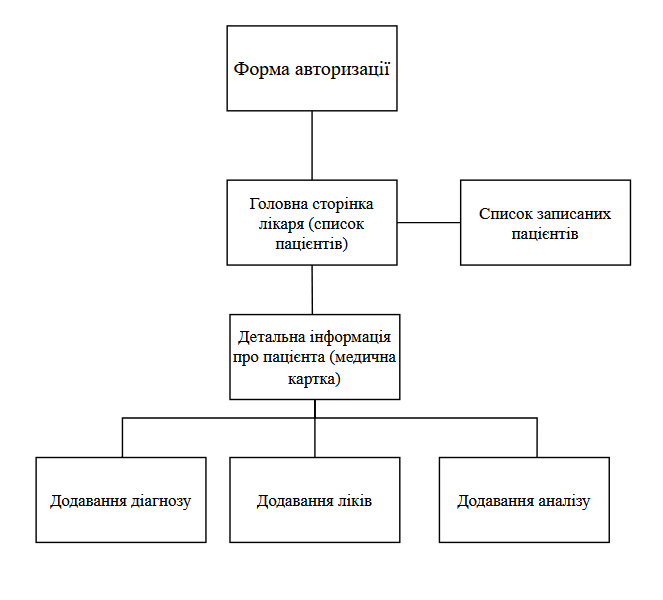 Форма авторизації
Головна сторінка
лікаря (список
пацієнтів)
Список записаних
пацієнтів
Детальна інформація
про пацієнта (медична
картка)
Додавання діагнозу
Додавання ліків
Додавання аналізу